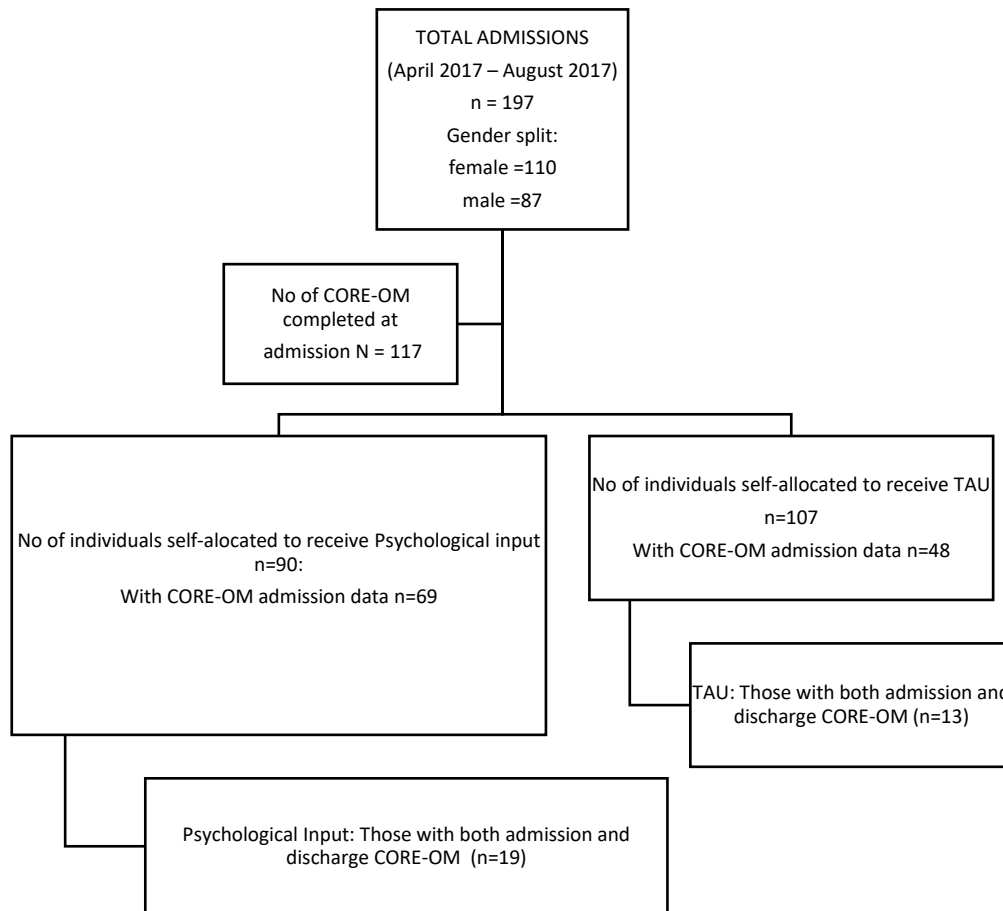 TOTAL ADMISSIONS
(April 2017 – August 2017)
n = 197
Gender split:
female =110
male =87
No of CORE-OM
completed at
admission N = 117
No of individuals self-alocated to receive Psychological input
n=90:
With CORE-OM admission data n=69
No of individuals self-allocated to receive TAU
n=107
With CORE-OM admission data n=48
TAU: Those with both admission and
discharge CORE-OM (n=13)
Psychological Input: Those with both admission and
discharge CORE-OM (n=19)